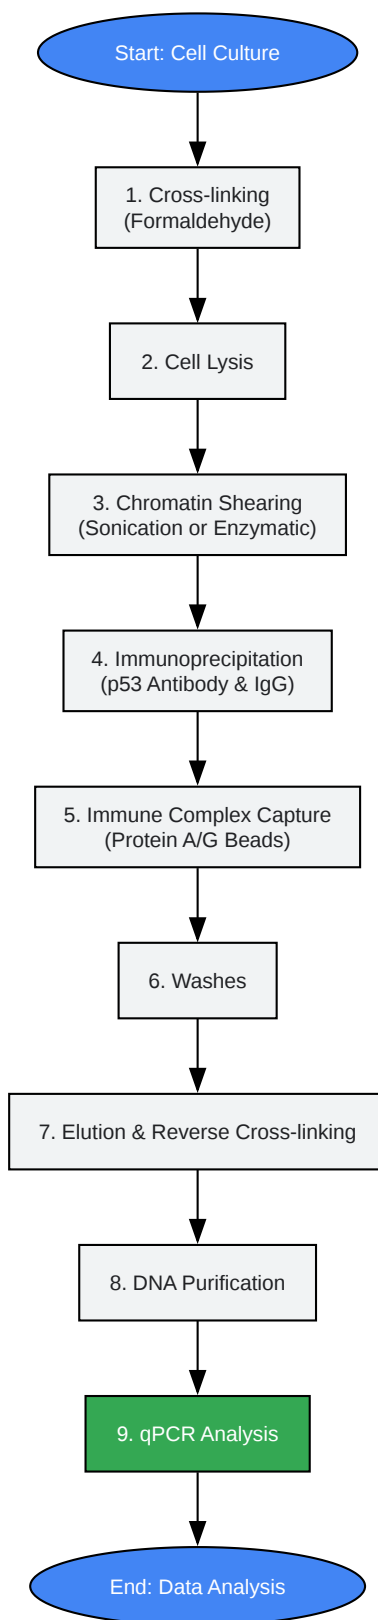 Start: Cell Culture
1. Cross-linking
(Formaldehyde)
2. Cell Lysis
3. Chromatin Shearing
(Sonication or Enzymatic)
4. Immunoprecipitation
(p53 Antibody & IgG)
5. Immune Complex Capture
(Protein A/G Beads)
6. Washes
7. Elution & Reverse Cross-linking
8. DNA Purification
9. qPCR Analysis
End: Data Analysis